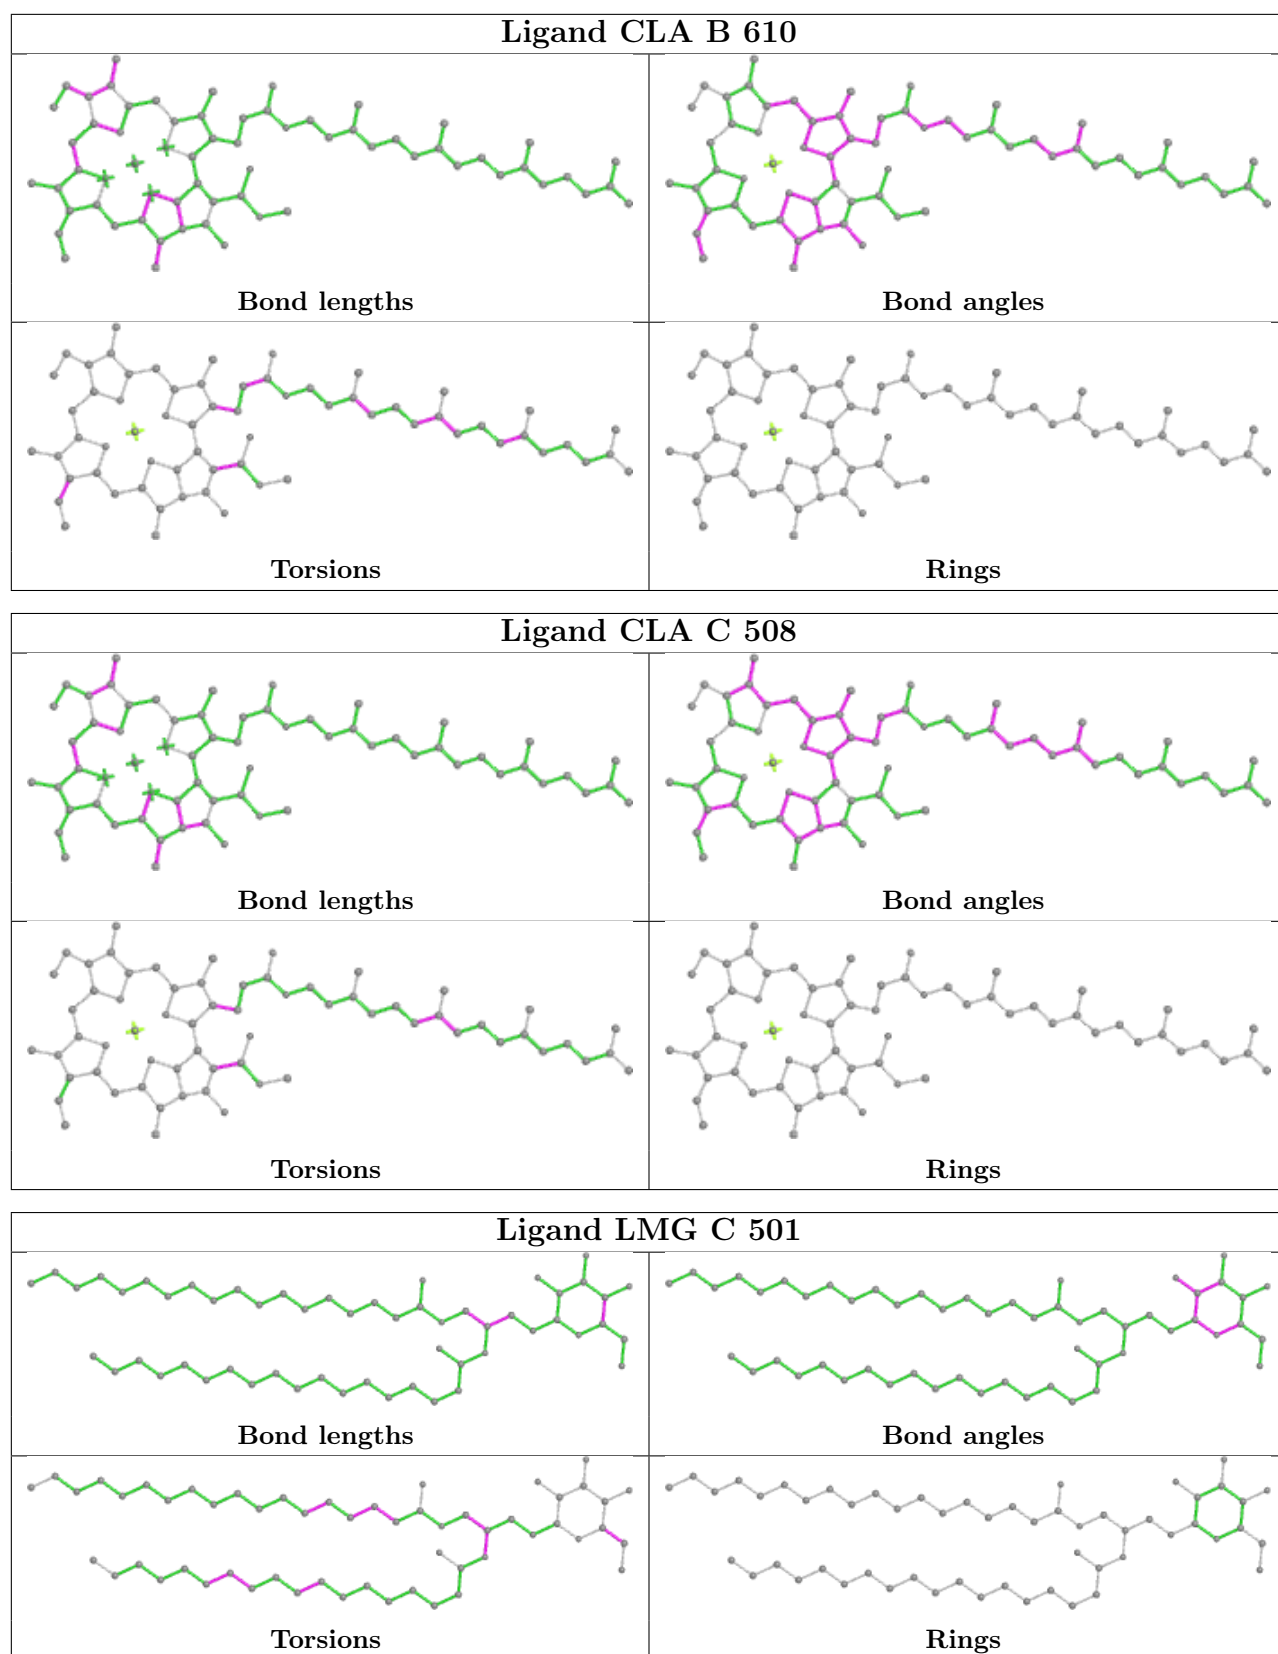 Ligand CLA B 610
Bond lengths
Bond angles
Torsions
Rings
Ligand CLA C 508
Bond lengths
Bond angles
Torsions
Rings
Ligand LMG C 501
Bond lengths
Bond angles
Torsions
Rings